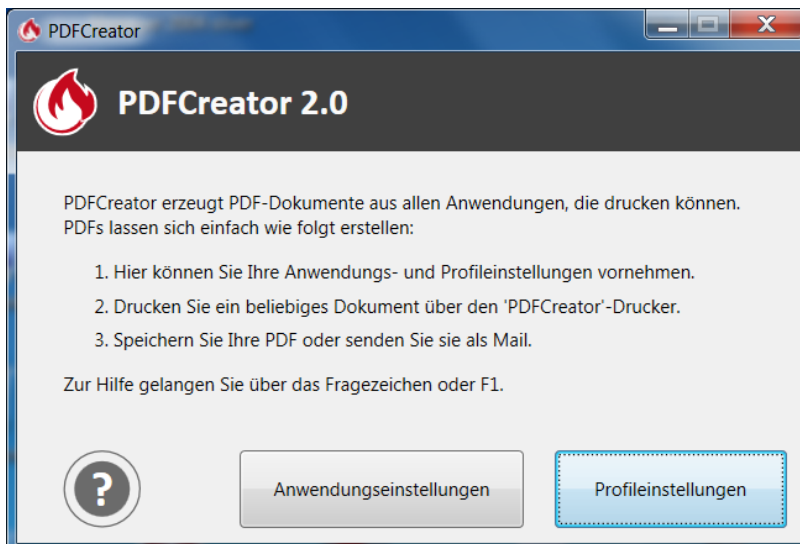 PDFCreator
PDFCreator 2.0
PDFCreator erzeugt PDF-Dokumente aus allen Anwendungen, die drucken können.
PDFs lassen sich einfach wie folgt erstellen:
1. Hier können Sie Ihre Anwendungs- und Profileinstellungen vornehmen.
2. Drucken Sie ein beliebiges Dokument über den 'PDFCreator'-Drucker.
3. Speichern Sie Ihre PDF oder senden Sie sie als Mail.
Zur Hilfe gelangen Sie über das Fragezeichen oder F1.
?
Anwendungseinstellungen
Profileinstellungen